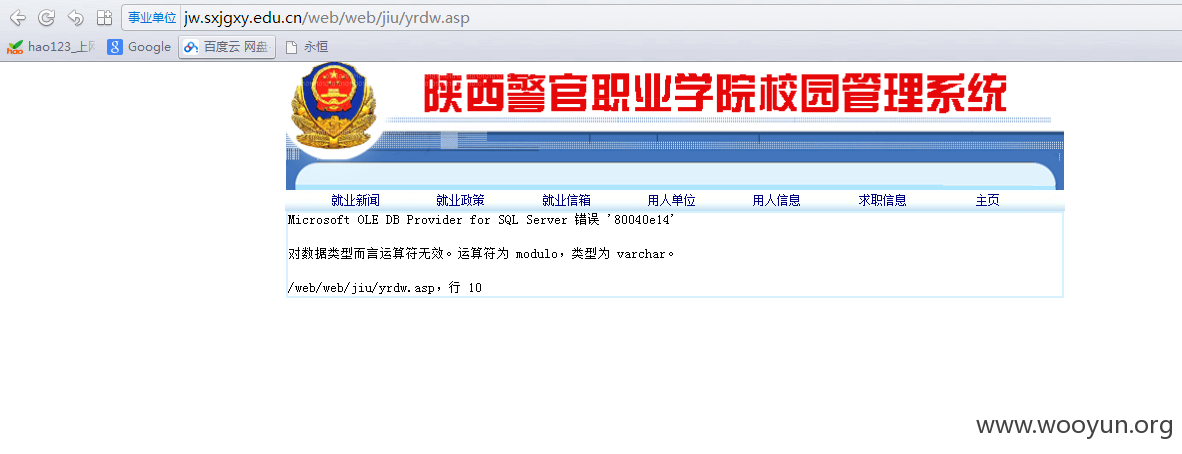 事业单位 jw.sxjgxy.edu.cn/web/web/jiu/yrdw.asp
hao123_上网 Google 百度云 网盘 永恒
陕西警官职业学院校园管理系统
就业新闻 就业政策 就业信箱 用人单位 用人信息 求职信息 主页
Microsoft OLE DB Provider for SQL Server 错误 '80040e14'
对数据类型而言运算符无效。运算符为 modulo，类型为 varchar。
/web/web/jiu/yrdw.asp，行 10
www.wooyun.org